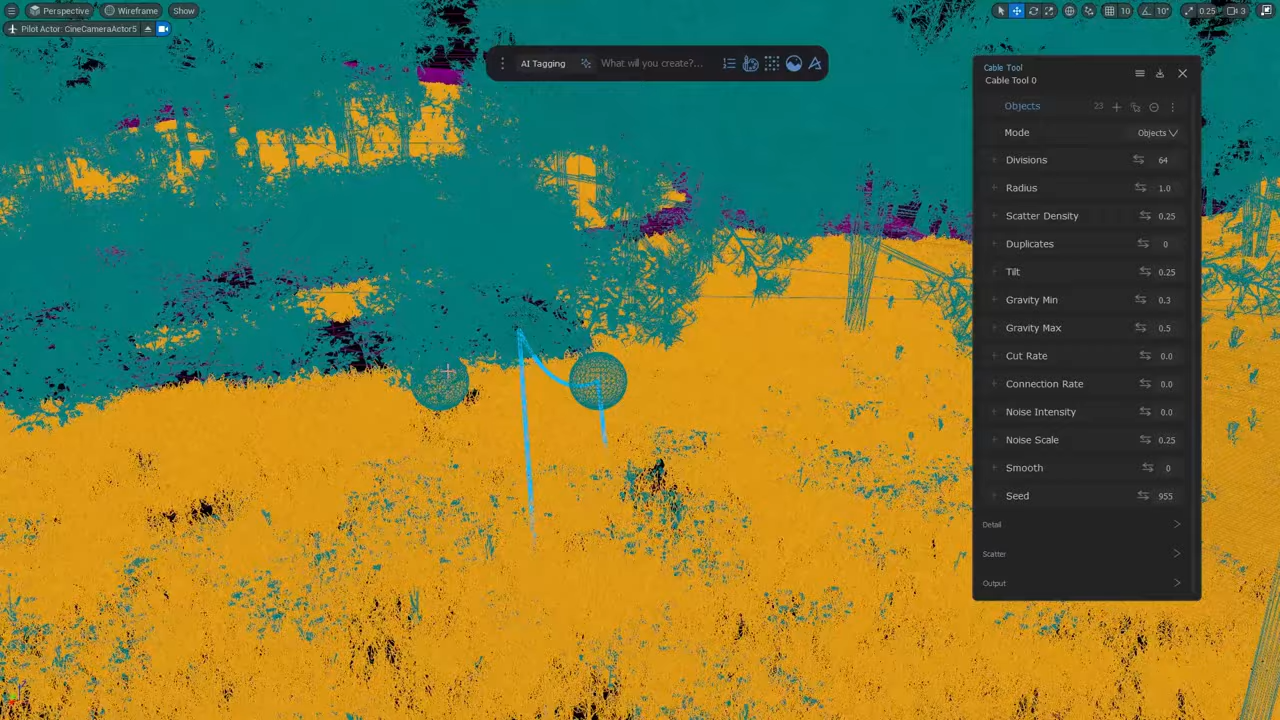 Perspective Wireframe Show
10 10° 0.25 3
Pilot Actor: CineCameraActor5
AI Tagging What will you create?...
Cable Tool
Cable Tool 0
Objects 23
Mode Objects
Divisions 64
Radius 1.0
Scatter Density 0.25
Duplicates 0
Tilt 0.25
Gravity Min 0.3
Gravity Max 0.5
Cut Rate 0.0
Connection Rate 0.0
Noise Intensity 0.0
Noise Scale 0.25
Smooth 0
Seed 955
Detail
Scatter
Output